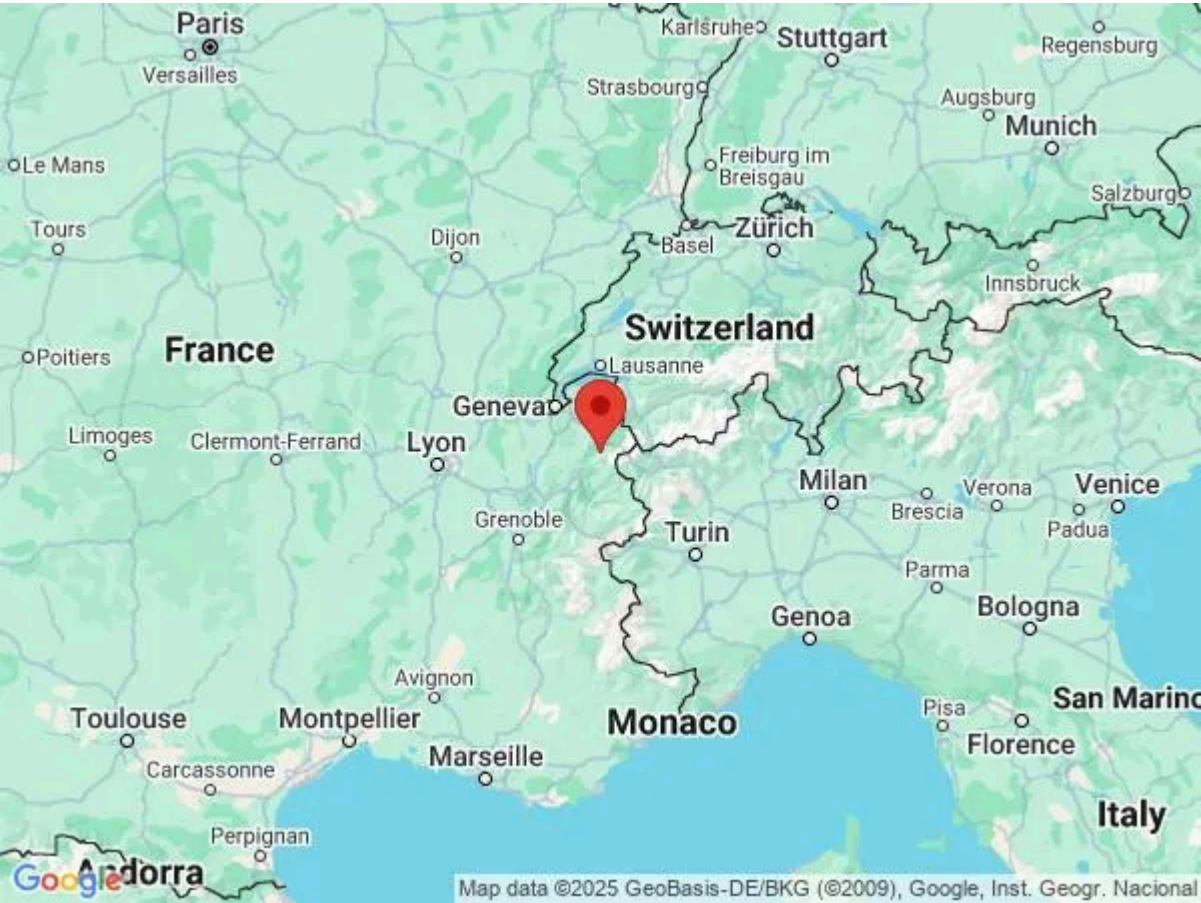 Paris
Versailles
Karlsruhe
Stuttgart
Regensburg
Strasbourg
Augsburg
Munich
Le Mans
Freiburg im
Breisgau
Salzburg
Tours
Dijon
Basel
Zürich
Innsbruck
France
Switzerland
Poitiers
Lausanne
Geneva
Limoges
Clermont-Ferrand
Lyon
Milan
Brescia
Verona
Venice
Padua
Grenoble
Turin
Parma
Genoa
Bologna
Avignon
Toulouse
Montpellier
Monaco
Pisa
San Marino
Florence
Marseille
Carcassonne
Italy
Perpignan
Andorra
Google
Map data ©2025 GeoBasis-DE/BKG (©2009), Google, Inst. Geogr. Nacional